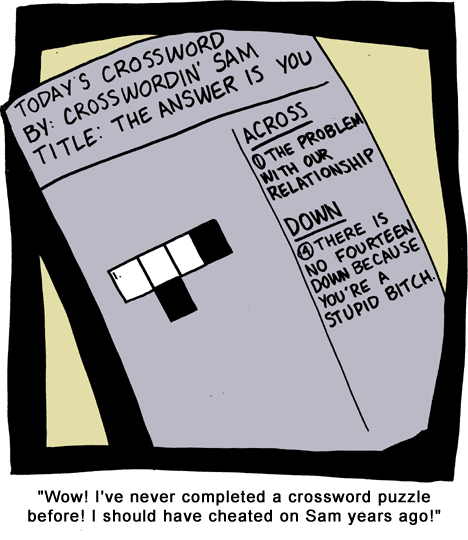 TODAY'S CROSSWORD
BY: CROSSWORDIN' SAM
TITLE: THE ANSWER IS YOU
ACROSS
① THE PROBLEM
WITH OUR
RELATIONSHIP
DOWN
④ THERE IS
NO FOURTEEN
DOWN BECAUSE
YOU'RE A
STUPID BITCH.
1.
"Wow! I've never completed a crossword puzzle
before! I should have cheated on Sam years ago!"